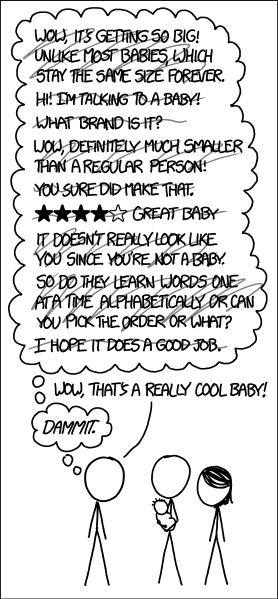 WOW, IT'S GETTING SO BIG!
UNLIKE MOST BABIES, WHICH
STAY THE SAME SIZE FOREVER.
HI! I'M TALKING TO A BABY!
WHAT BRAND IS IT?
WOW, DEFINITELY MUCH SMALLER
THAN A REGULAR PERSON!
YOU SURE DID MAKE THAT.
★★★★☆ GREAT BABY
IT DOESN'T REALLY LOOK LIKE
YOU SINCE YOU'RE NOT A BABY.
SO DO THEY LEARN WORDS ONE
AT A TIME ALPHABETICALLY OR CAN
YOU PICK THE ORDER OR WHAT?
I HOPE IT DOES A GOOD JOB.
WOW, THAT'S A REALLY COOL BABY!
DAMMIT.